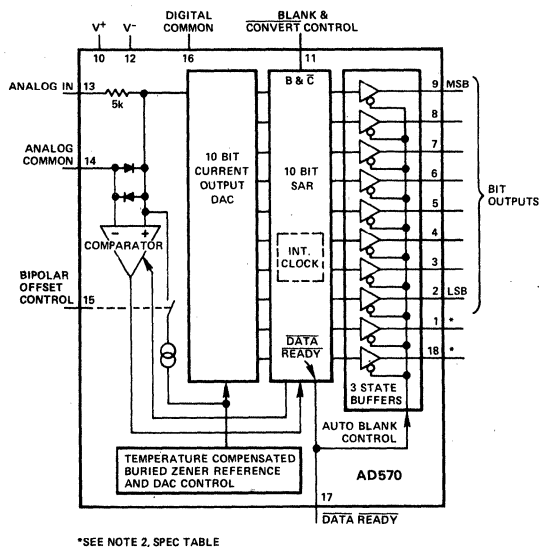 DIGITAL
COMMON
BLANK &
CONVERT CONTROL
V+
V-
10
12
16
11
ANALOG IN
13
5k
B & C
9 MSB
8
7
6
5
4
3
2 LSB
1 *
18 *
BIT
OUTPUTS
ANALOG
COMMON
14
10 BIT
CURRENT
OUTPUT
DAC
10 BIT
SAR
INT.
CLOCK
- +
COMPARATOR
BIPOLAR
OFFSET
CONTROL
15
DATA
READY
3 STATE
BUFFERS
AUTO BLANK
CONTROL
TEMPERATURE COMPENSATED
BURIED ZENER REFERENCE
AND DAC CONTROL
AD570
17
DATA READY
*SEE NOTE 2, SPEC TABLE